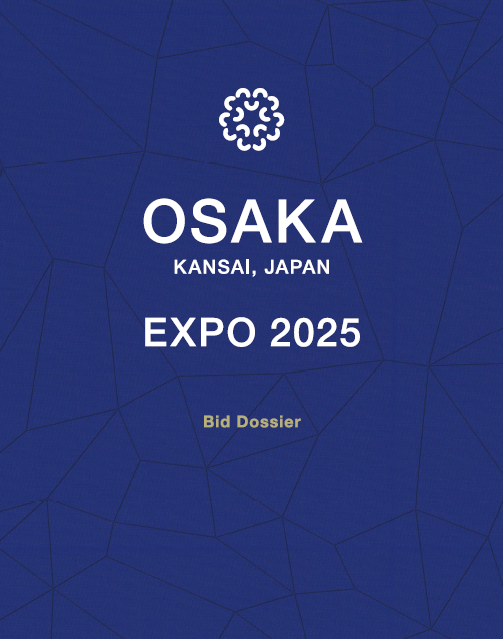 OSAKA
KANSAI, JAPAN
EXPO 2025
Bid Dossier